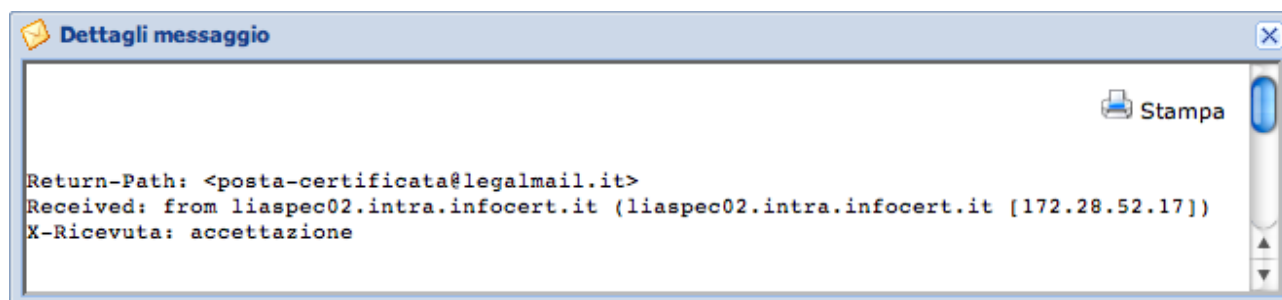 Dettagli messaggio
Stampa
Return-Path: <posta-certificata@legalmail.it>
Received: from liaspec02.intra.infocert.it (liaspec02.intra.infocert.it [172.28.52.17])
X-Ricevuta: accettazione